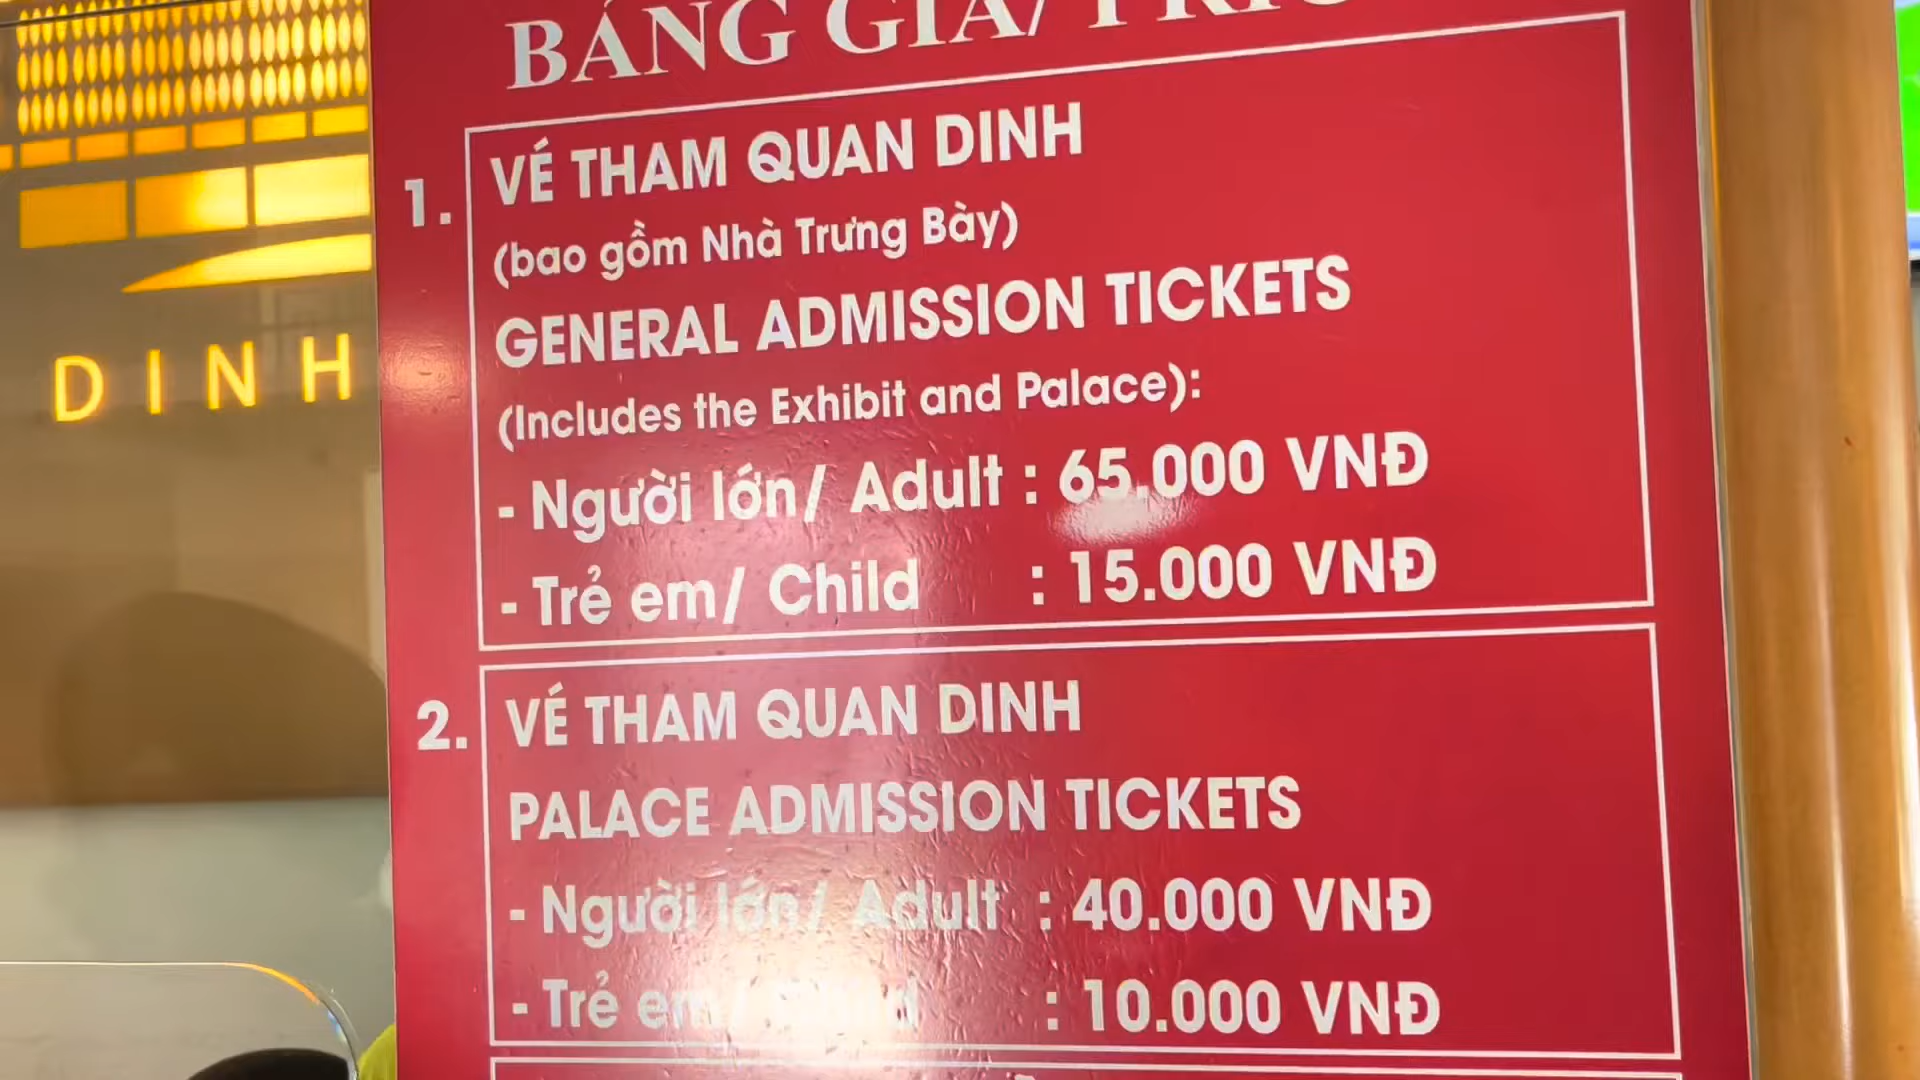 BẢNG GIÁ/
1. VÉ THAM QUAN DINH
(bao gồm Nhà Trưng Bày)
GENERAL ADMISSION TICKETS
(Includes the Exhibit and Palace):
- Người lớn/ Adult : 65.000 VNĐ
- Trẻ em/ Child : 15.000 VNĐ
2. VÉ THAM QUAN DINH
PALACE ADMISSION TICKETS
- Người lớn/ Adult : 40.000 VNĐ
- Trẻ em/ Child : 10.000 VNĐ
DINH